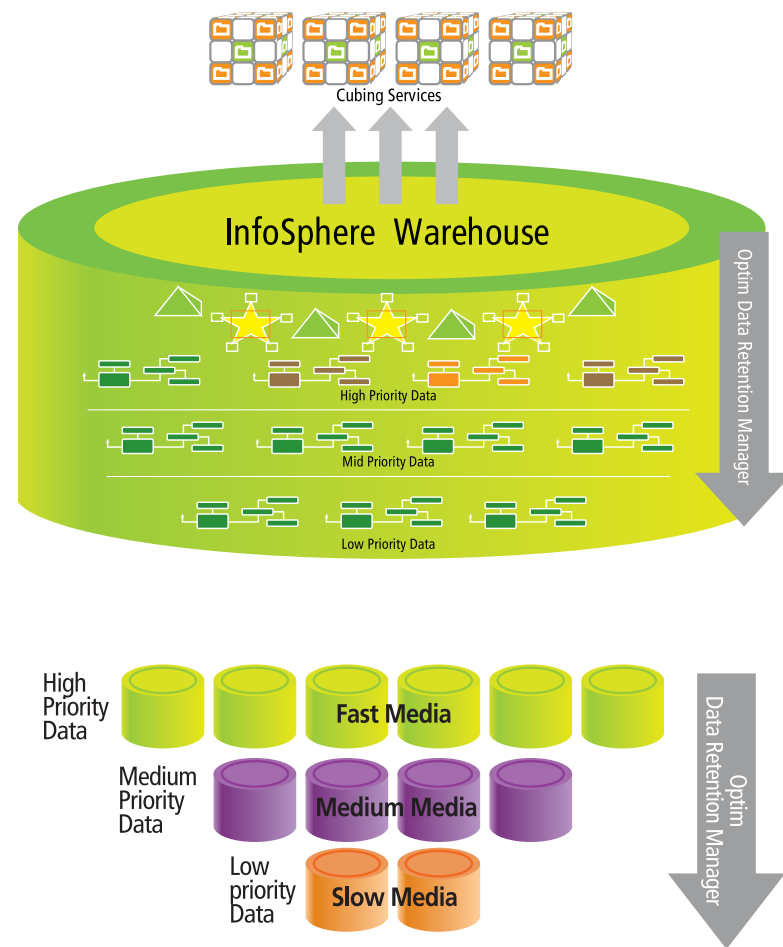 Cubing Services
InfoSphere Warehouse
Optim Data Retention Manager
High Priority Data
Mid Priority Data
Low Priority Data
High
Priority
Data
Fast Media
Medium
Priority
Data
Medium Media
Low
priority
Data
Slow Media
Optim
Data Retention Manager